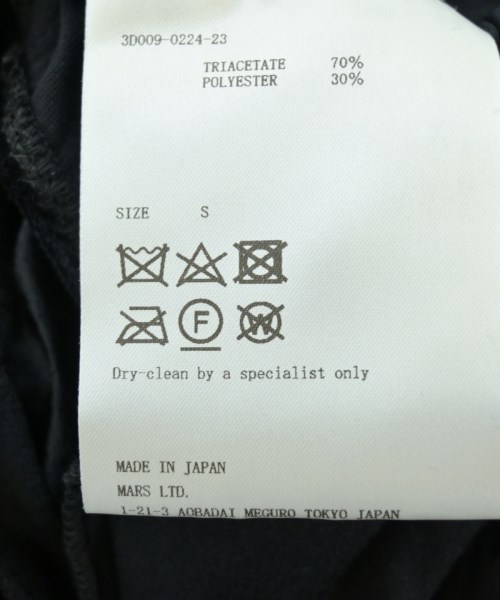 3D009-0224-23
TRIACETATE 70%
POLYESTER 30%
SIZE S
F W
Dry-clean by a specialist only
MADE IN JAPAN
MARS LTD.
1-21-3 AOBADAI MEGURO TOKYO JAPAN